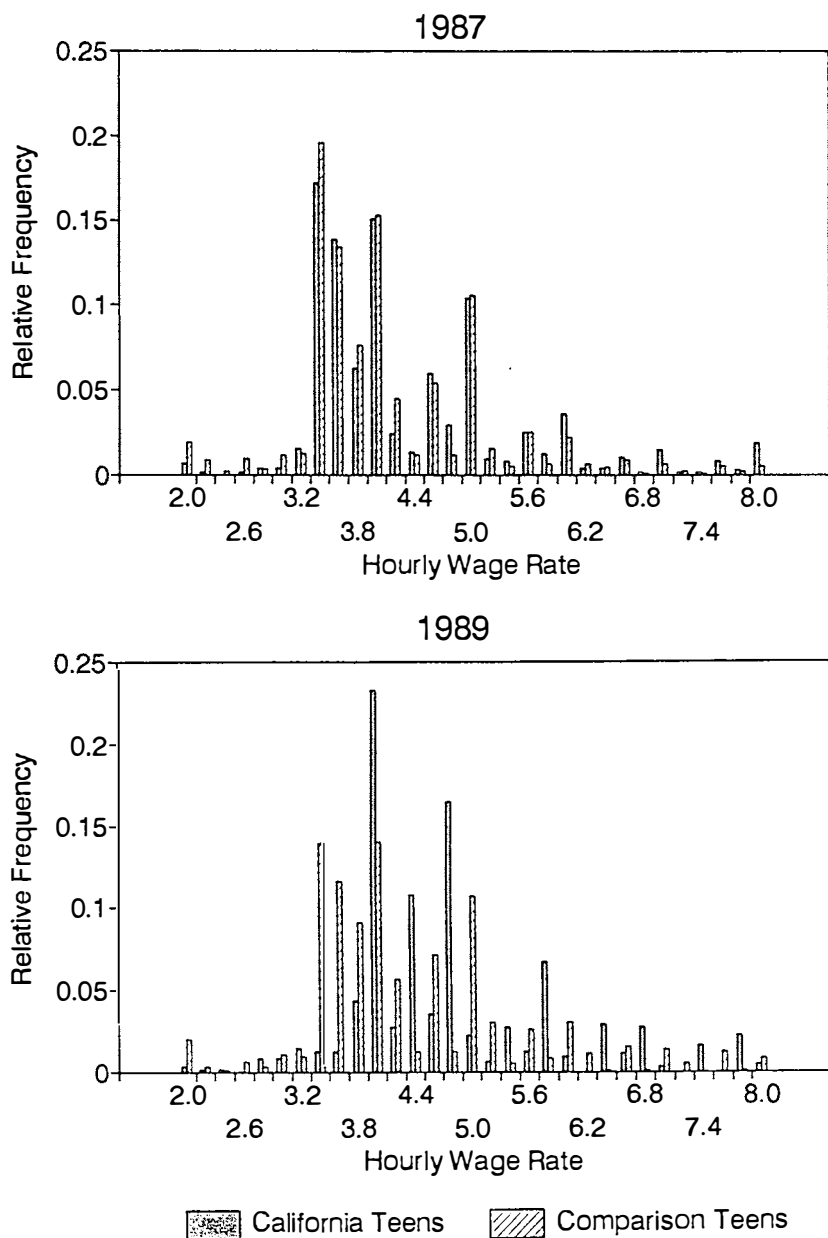 1987
0.25
0.2
0.15
0.1
0.05
0
Relative Frequency
2.0 3.2 4.4 5.6 6.8 8.0
2.6 3.8 5.0 6.2 7.4
Hourly Wage Rate
1989
0.25
0.2
0.15
0.1
0.05
0
Relative Frequency
2.0 3.2 4.4 5.6 6.8 8.0
2.6 3.8 5.0 6.2 7.4
Hourly Wage Rate
California Teens Comparison Teens